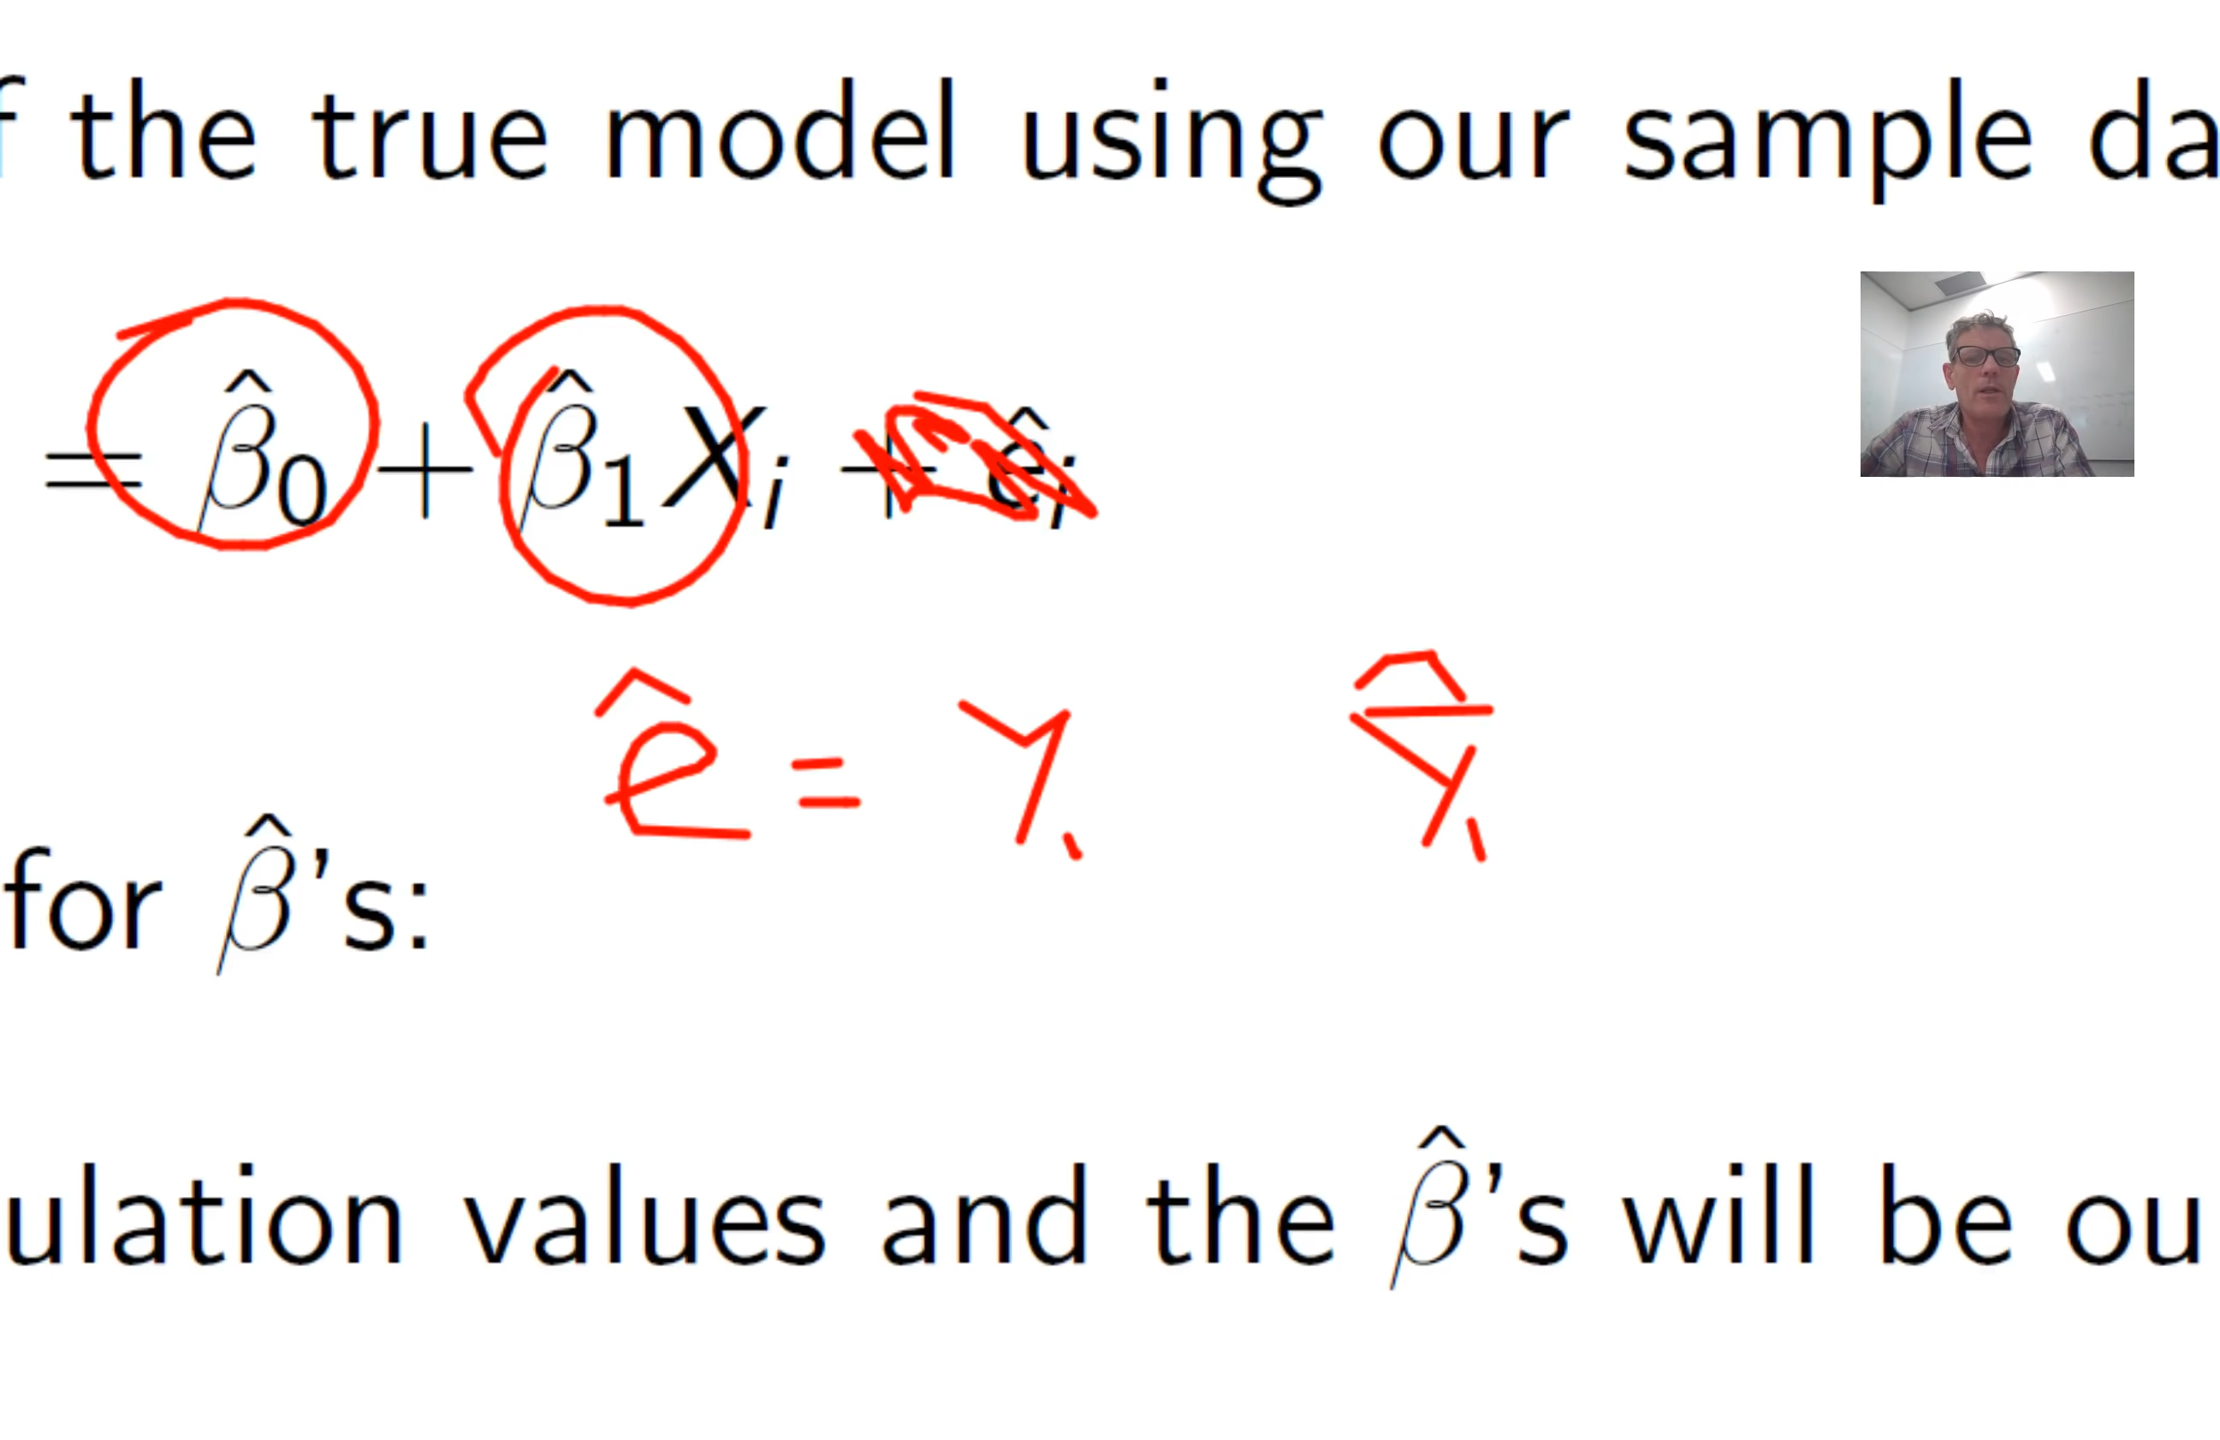 f the true model using our sample da
= β̂₀ + β̂₁Xᵢ + êᵢ
ê = Yᵢ Ŷᵢ
for β̂’s:
ulation values and the β̂’s will be ou